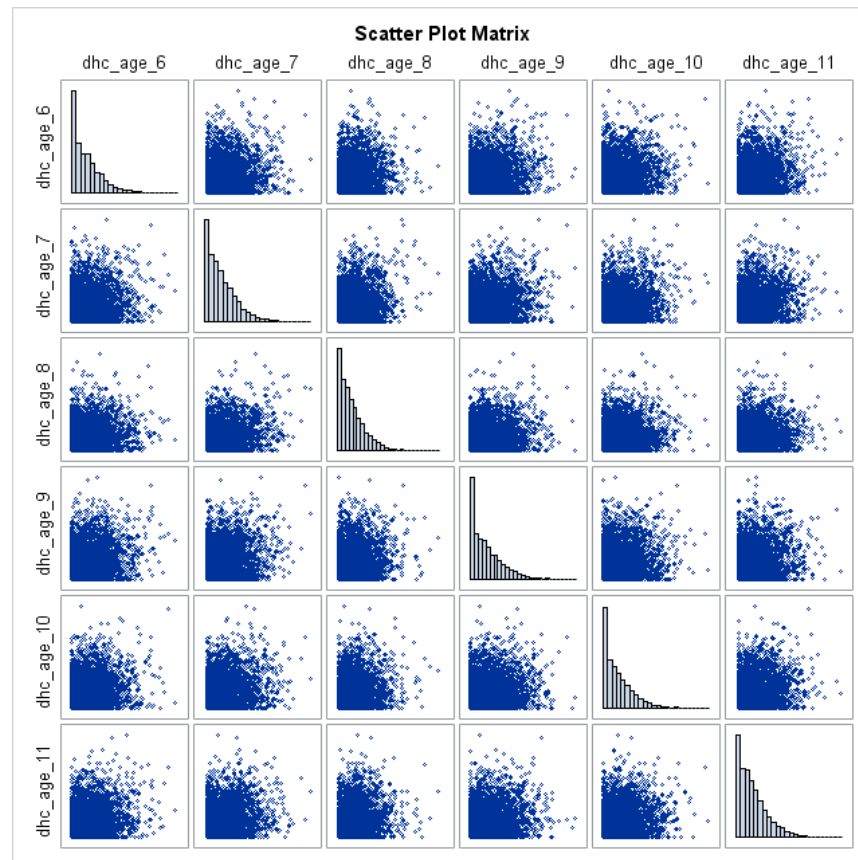 Scatter Plot Matrix
dhc_age_6 dhc_age_7 dhc_age_8 dhc_age_9 dhc_age_10 dhc_age_11
dhc_age_6
dhc_age_7
dhc_age_8
dhc_age_9
dhc_age_10
dhc_age_11